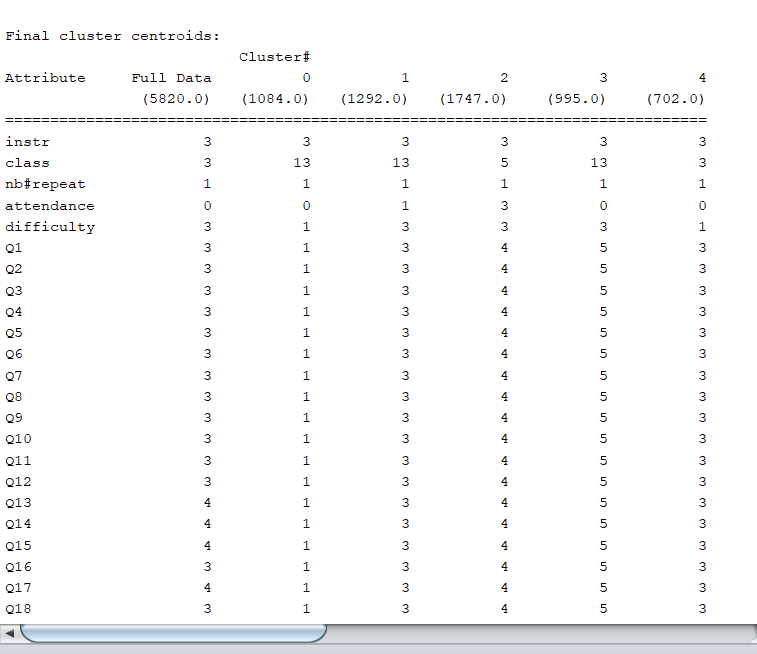 Final cluster centroids:
                          Cluster#
Attribute     Full Data          0          1          2          3          4
               (5820.0)   (1084.0)   (1292.0)   (1747.0)    (995.0)    (702.0)
==============================================================================
instr                 3          3          3          3          3          3
class                 3         13         13          5         13          3
nb#repeat             1          1          1          1          1          1
attendance            0          0          1          3          0          0
difficulty            3          1          3          3          3          1
Q1                    3          1          3          4          5          3
Q2                    3          1          3          4          5          3
Q3                    3          1          3          4          5          3
Q4                    3          1          3          4          5          3
Q5                    3          1          3          4          5          3
Q6                    3          1          3          4          5          3
Q7                    3          1          3          4          5          3
Q8                    3          1          3          4          5          3
Q9                    3          1          3          4          5          3
Q10                   3          1          3          4          5          3
Q11                   3          1          3          4          5          3
Q12                   3          1          3          4          5          3
Q13                   4          1          3          4          5          3
Q14                   4          1          3          4          5          3
Q15                   4          1          3          4          5          3
Q16                   3          1          3          4          5          3
Q17                   4          1          3          4          5          3
Q18                   3          1          3          4          5          3